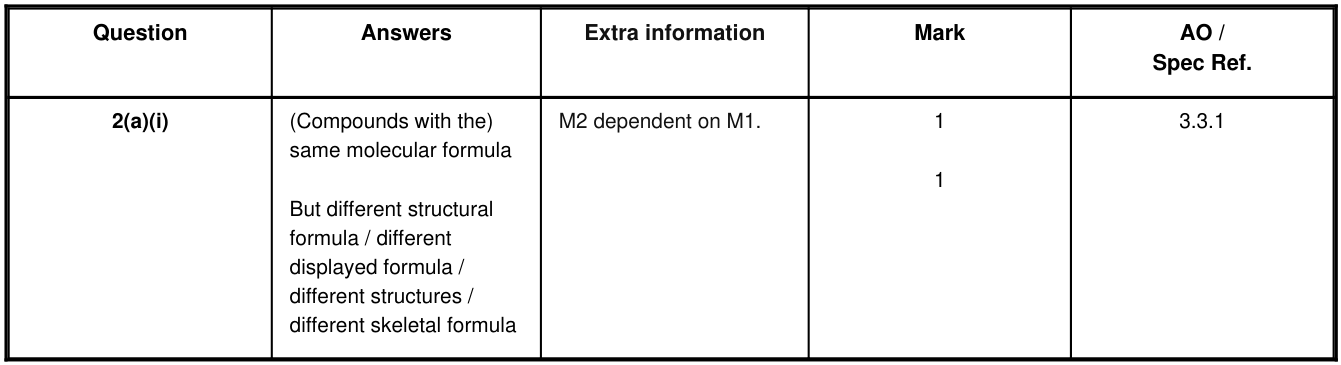 Question Answers Extra information Mark AO /
Spec Ref.
2(a)(i) (Compounds with the) M2 dependent on M1. 1 3.3.1
same molecular formula
1
But different structural
formula / different
displayed formula /
different structures /
different skeletal formula